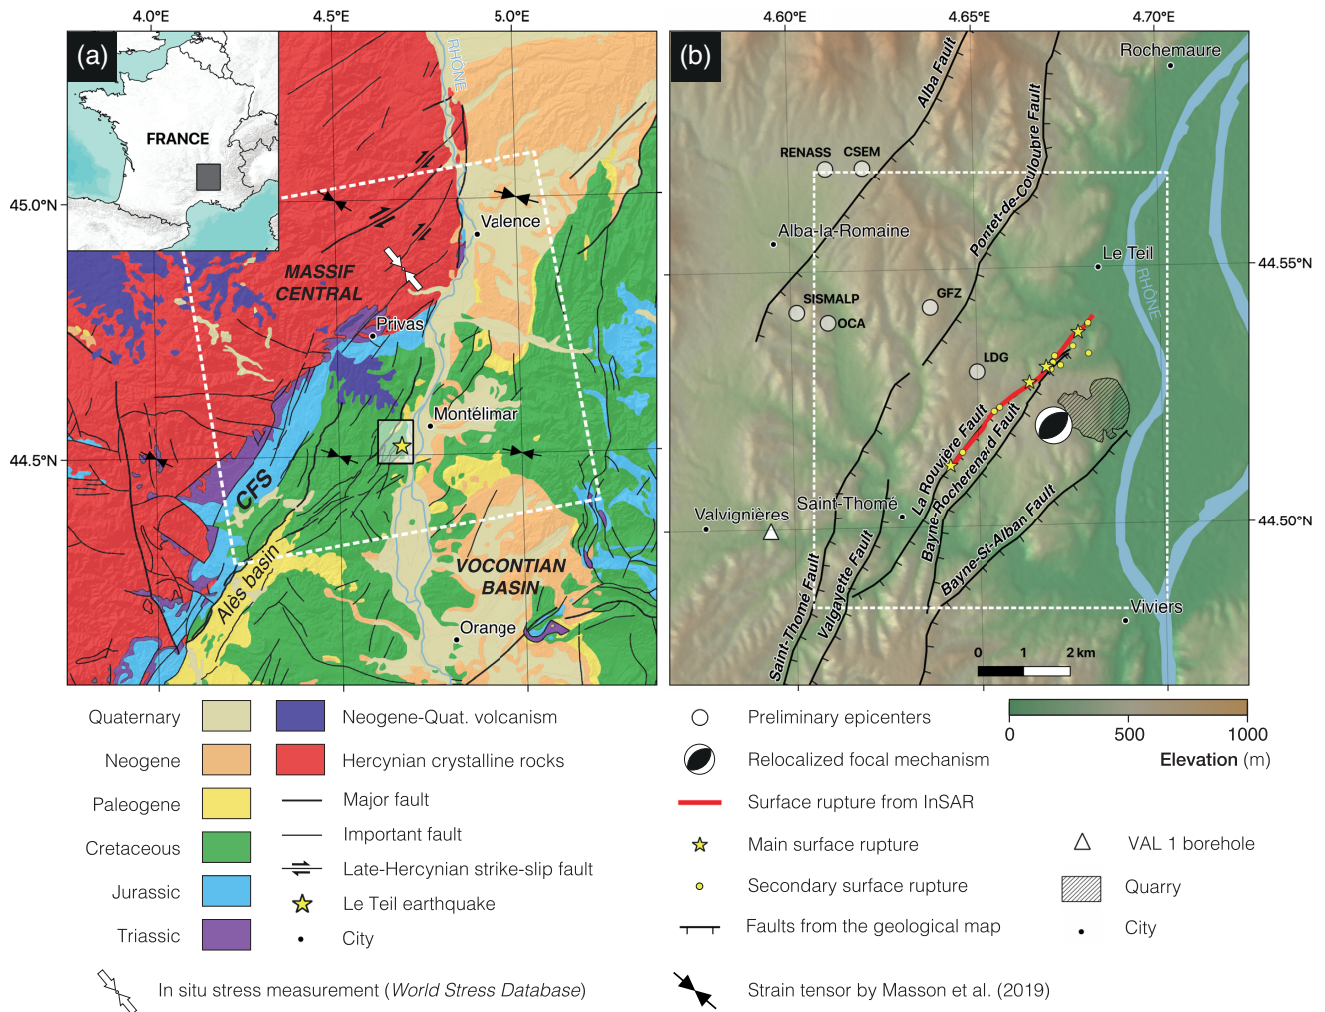 4.0°E
4.5°E
5.0°E
4.60°E
4.65°E
4.70°E
(a)
FRANCE
RHÔNE
45.0°N
44.5°N
Valence
MASSIF
CENTRAL
Privas
Montélimar
CFS
Alès basin
VOCONTIAN
BASIN
Orange
(b)
Rochemaure
Alba Fault
Pontet-de-Couloubre Fault
RENASS
CSEM
Alba-la-Romaine
Le Teil
RHÔNE
44.55°N
SISMALP
OCA
GFZ
LDG
La Rouvière Fault
Bayne-Rocherenard Fault
Saint-Thomé
Valvignières
44.50°N
Bayne-St-Alban Fault
Saint-Thomé Fault
Valgayette Fault
Viviers
0 1 2 km
Quaternary
Neogene
Paleogene
Cretaceous
Jurassic
Triassic
Neogene-Quat. volcanism
Hercynian crystalline rocks
Major fault
Important fault
Late-Hercynian strike-slip fault
Le Teil earthquake
City
In situ stress measurement (World Stress Database)
Preliminary epicenters
Relocalized focal mechanism
Surface rupture from InSAR
Main surface rupture
Secondary surface rupture
Faults from the geological map
Strain tensor by Masson et al. (2019)
0 500 1000
Elevation (m)
VAL 1 borehole
Quarry
City